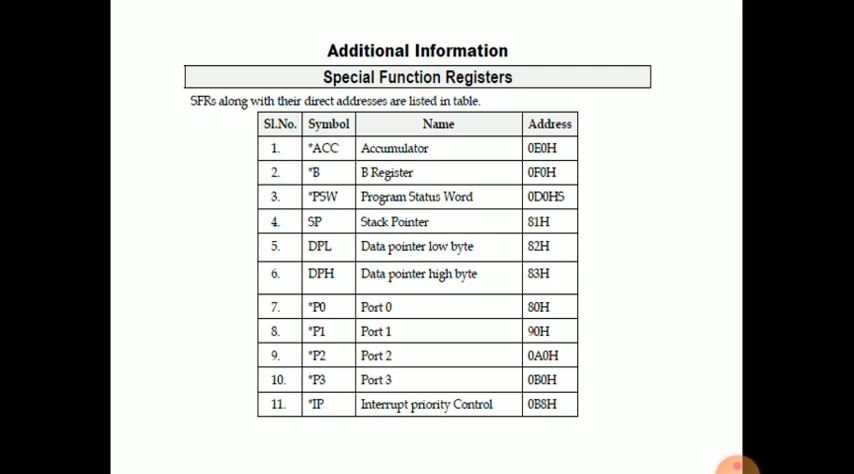 Additional Information
Special Function Registers
SFRs along with their direct addresses are listed in table.
Sl.No. Symbol Name Address
1. *ACC Accumulator 0E0H
2. *B B Register 0F0H
3. *PSW Program Status Word 0D0HS
4. SP Stack Pointer 81H
5. DPL Data pointer low byte 82H
6. DPH Data pointer high byte 83H
7. *P0 Port 0 80H
8. *P1 Port 1 90H
9. *P2 Port 2 0A0H
10. *P3 Port 3 0B0H
11. *IP Interrupt priority Control 0B8H